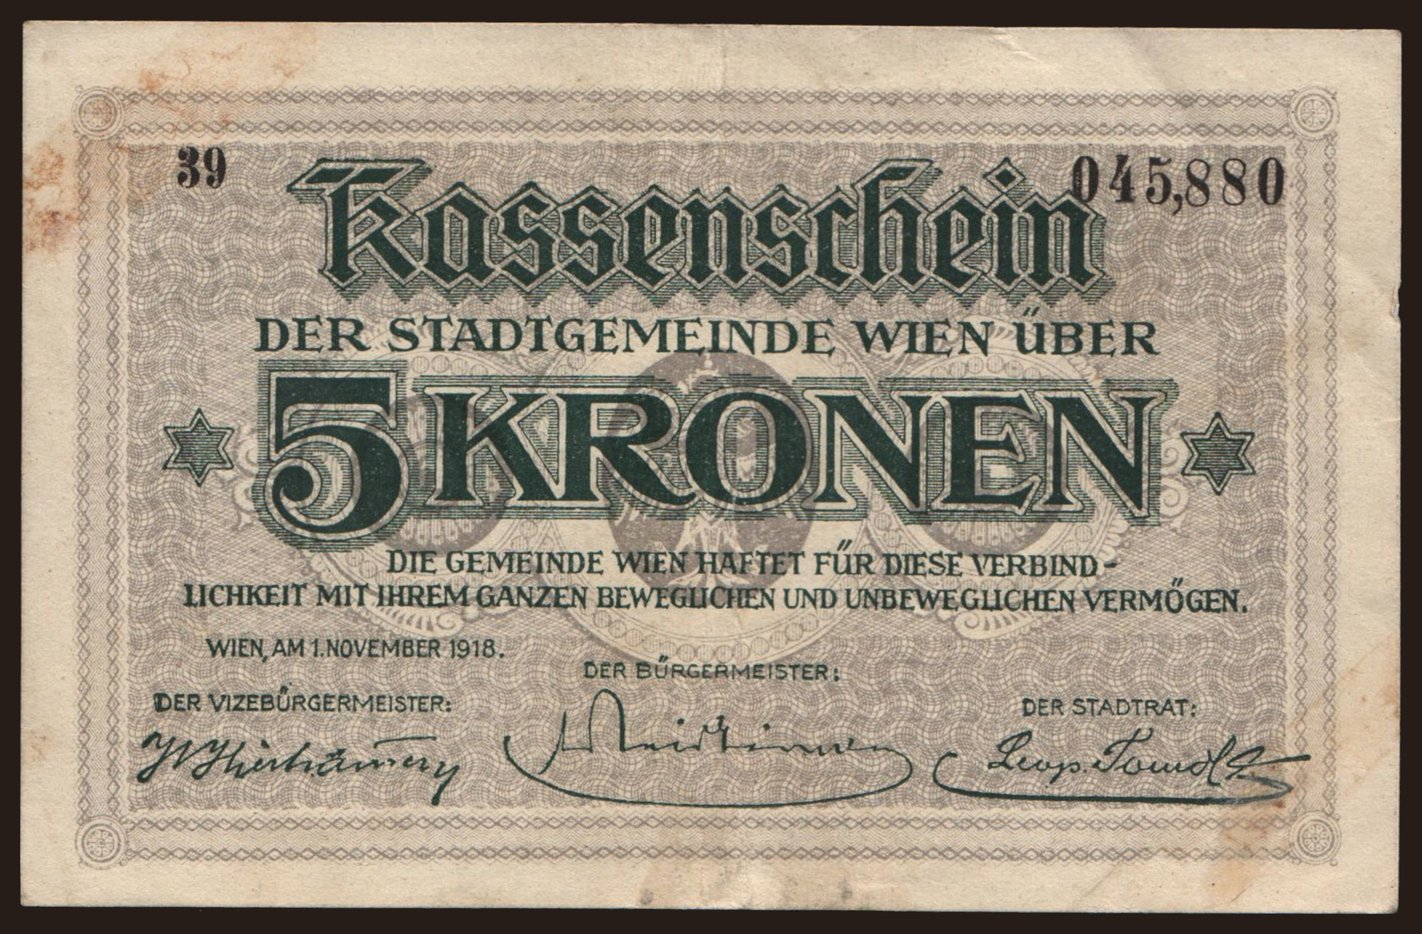 39
045,880
Kassenschein
DER STADTGEMEINDE WIEN ÜBER
5 KRONEN
DIE GEMEINDE WIEN HAFTET FÜR DIESE VERBIND-
LICHKEIT MIT IHREM GANZEN BEWEGLICHEN UND UNBEWEGLICHEN VERMÖGEN.
WIEN, AM 1. NOVEMBER 1918.
DER BÜRGERMEISTER:
DER VIZEBÜRGERMEISTER:
DER STADTRAT: